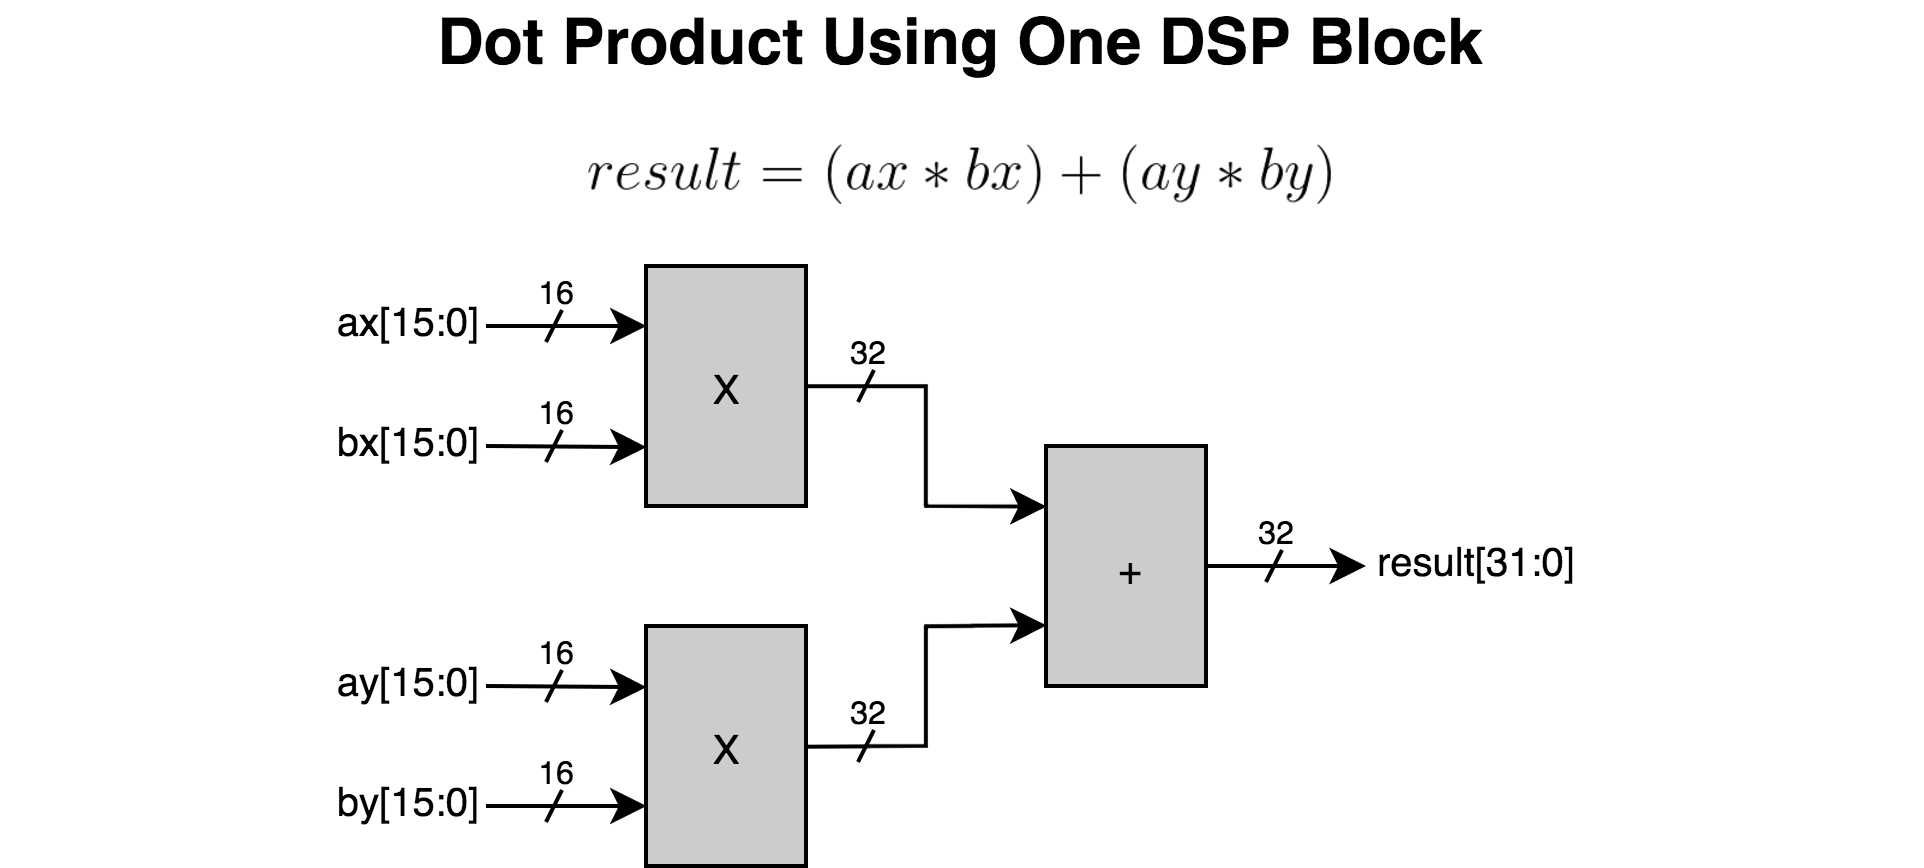 Dot Product Using One DSP Block
result = (ax * bx) + (ay * by)
ax[15:0]
16
bx[15:0]
16
X
32
ay[15:0]
16
by[15:0]
16
X
32
+
32
result[31:0]